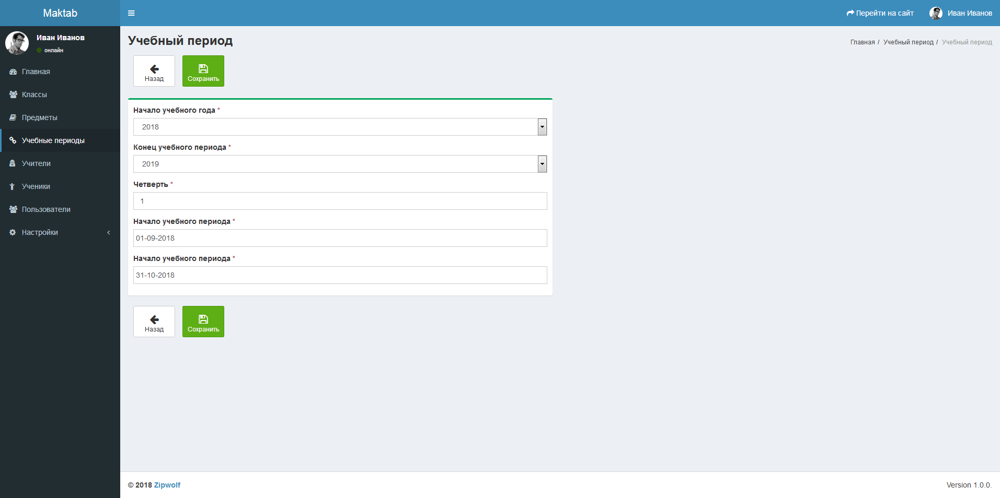 Maktab
Перейти на сайт
Иван Иванов
Иван Иванов
онлайн
Главная
Классы
Предметы
Учебные периоды
Учители
Ученики
Пользователи
Настройки
Учебный период
Главная / Учебный период / Учебный период
Назад
Сохранить
Начало учебного года *
2018
Конец учебного периода *
2019
Четверть *
1
Начало учебного периода *
01-09-2018
Начало учебного периода *
31-10-2018
Назад
Сохранить
© 2018 Zipwolf
Version 1.0.0.